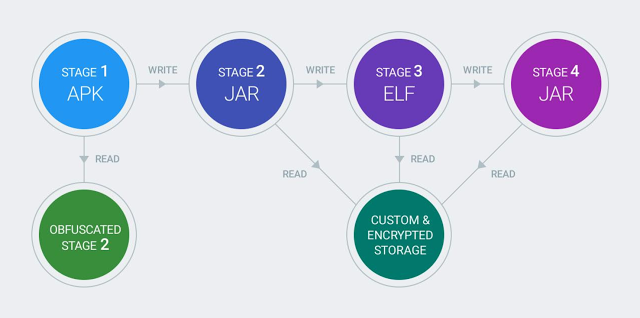 STAGE 1
APK
WRITE
STAGE 2
JAR
WRITE
STAGE 3
ELF
WRITE
STAGE 4
JAR
READ
READ
READ
READ
OBFUSCATED
STAGE 2
CUSTOM &
ENCRYPTED
STORAGE